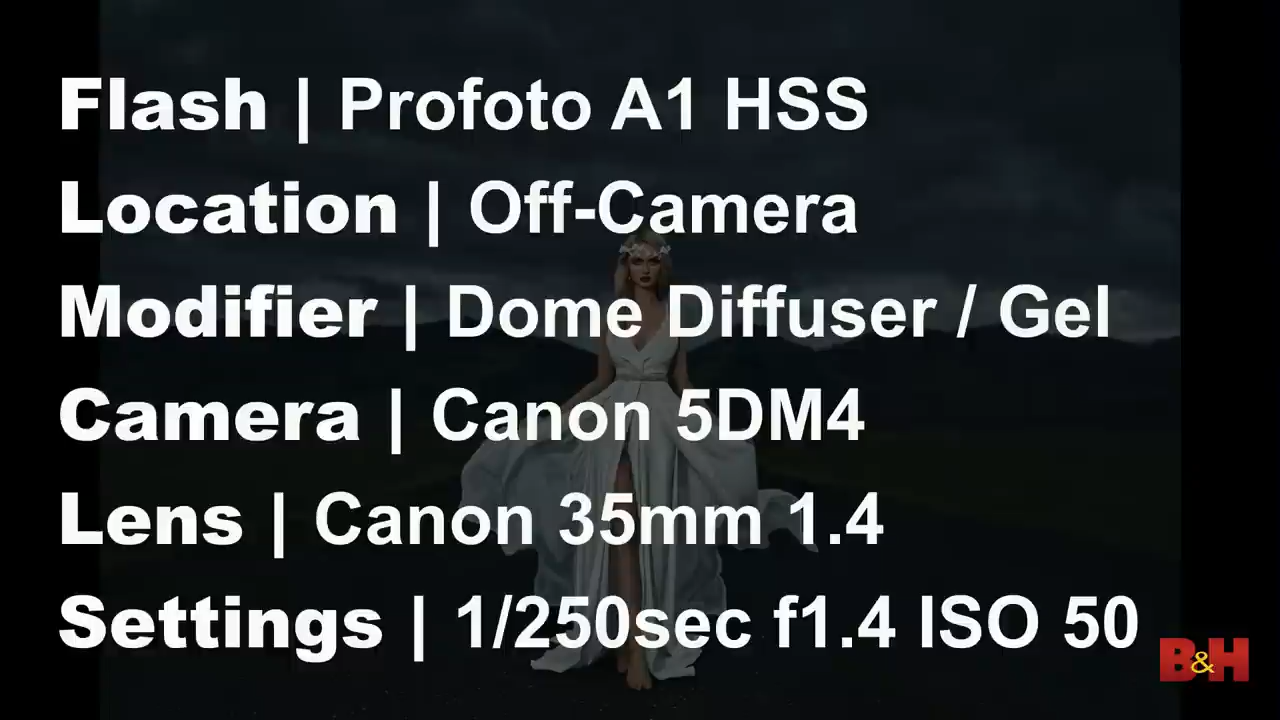 Flash | Profoto A1 HSS
Location | Off-Camera
Modifier | Dome Diffuser / Gel
Camera | Canon 5DM4
Lens | Canon 35mm 1.4
Settings | 1/250sec f1.4 ISO 50
B&H